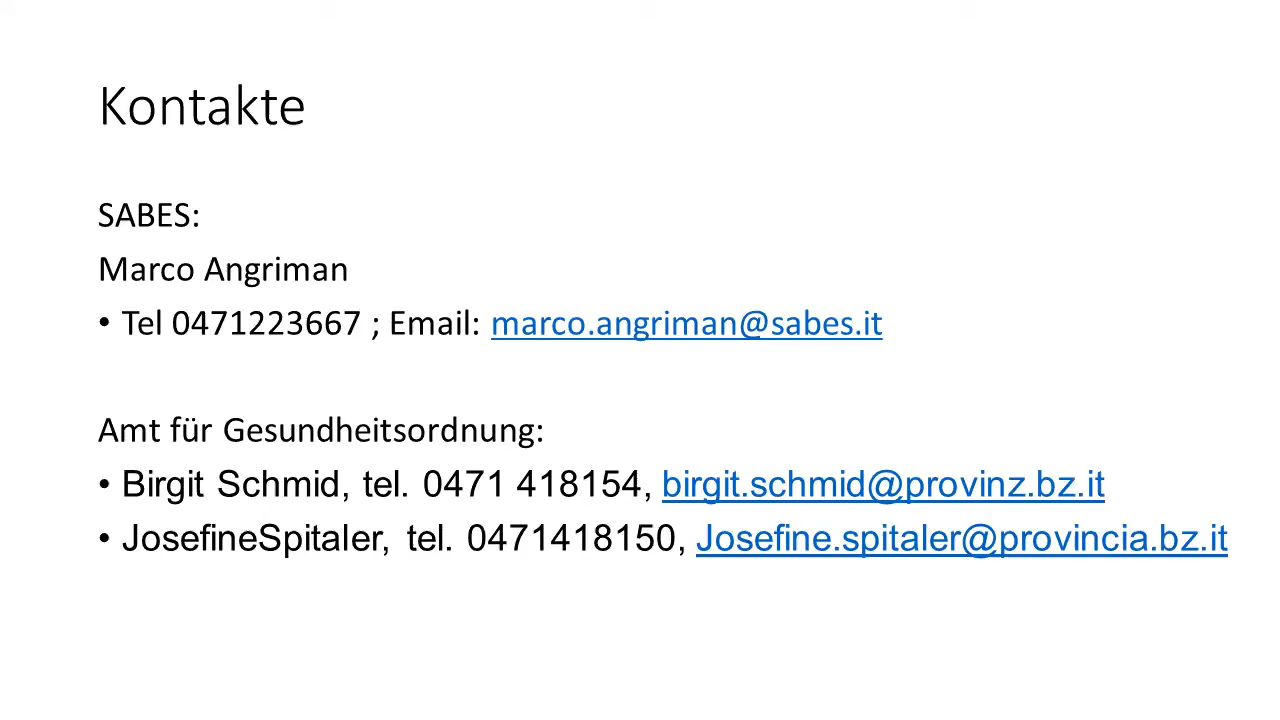 Kontakte
SABES:
Marco Angriman
• Tel 0471223667 ; Email: marco.angriman@sabes.it
Amt für Gesundheitsordnung:
• Birgit Schmid, tel. 0471 418154, birgit.schmid@provinz.bz.it
• JosefineSpitaler, tel. 0471418150, Josefine.spitaler@provincia.bz.it